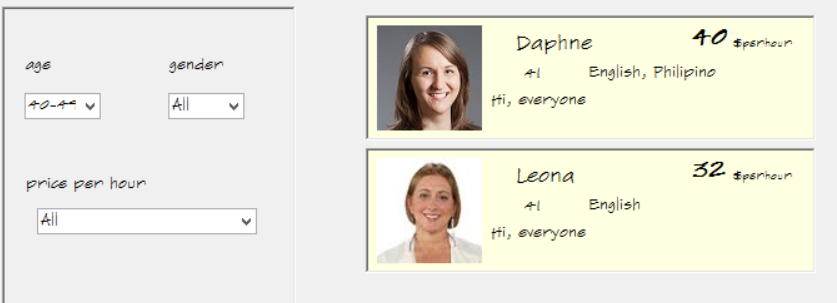 age gender
40-49 All
price per hour
All
Daphne 40 $perhour
41 English, Philipino
Hi, everyone
Leona 32 $perhour
41 English
Hi, everyone